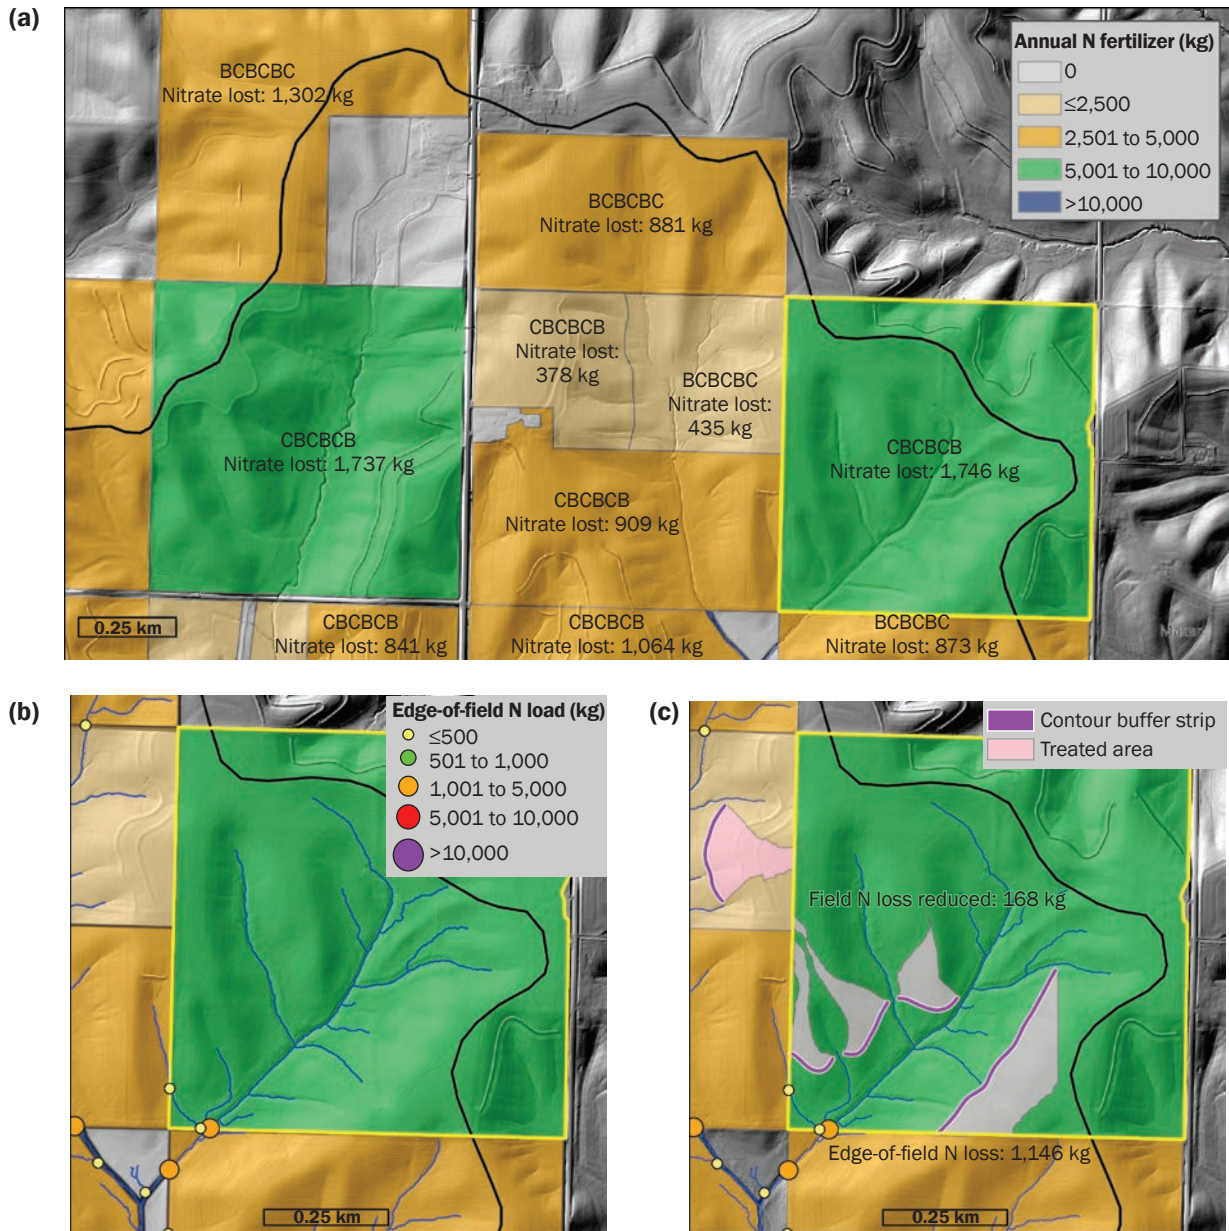 (a)
Annual N fertilizer (kg)
0
≤2,500
2,501 to 5,000
5,001 to 10,000
>10,000
BCBCBC
Nitrate lost: 1,302 kg
BCBCBC
Nitrate lost: 881 kg
CBCBCB
Nitrate lost:
378 kg
BCBCBC
Nitrate lost:
435 kg
CBCBCB
Nitrate lost: 1,737 kg
CBCBCB
Nitrate lost: 1,746 kg
CBCBCB
Nitrate lost: 909 kg
0.25 km
CBCBCB
Nitrate lost: 841 kg
CBCBCB
Nitrate lost: 1,064 kg
BCBCBC
Nitrate lost: 873 kg
(b)
Edge-of-field N load (kg)
≤500
501 to 1,000
1,001 to 5,000
5,001 to 10,000
>10,000
0.25 km
(c)
Contour buffer strip
Treated area
Field N loss reduced: 168 kg
Edge-of-field N loss: 1,146 kg
0.25 km